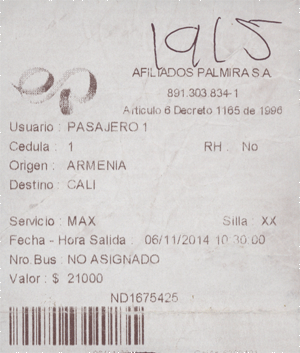 1915
AFILIADOS PALMIRA S.A
891.303.834-1
Articulo 6 Decreto 1165 de 1996
Usuario : PASAJERO 1
Cedula : 1 RH : No
Origen : ARMENIA
Destino : CALI
Servicio : MAX Silla : XX
Fecha - Hora Salida : 06/11/2014 10:30:00
Nro.Bus : NO ASIGNADO
Valor : $ 21000
ND1675425